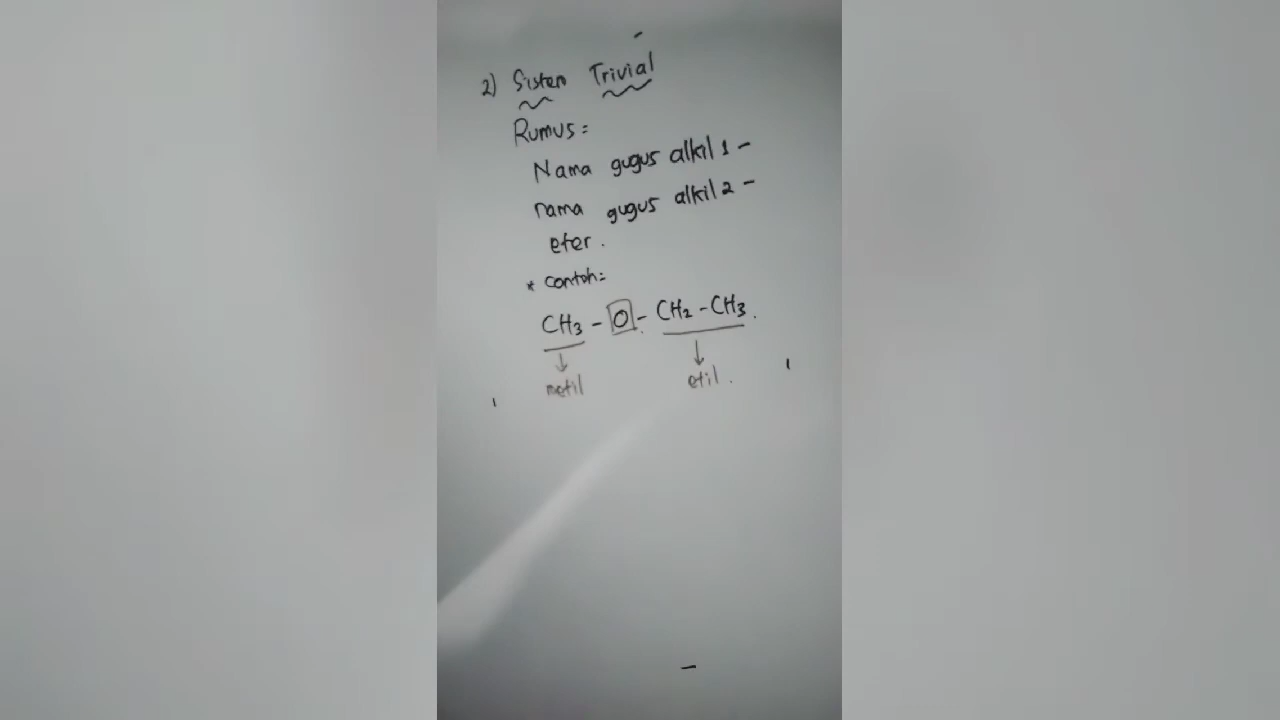 2) Sistem Trivial
Rumus:
Nama gugus alkil 1 -
nama gugus alkil 2 -
eter.
* Contoh:
CH₃ - O - CH₂ - CH₃.
↓ ↓
metil etil.